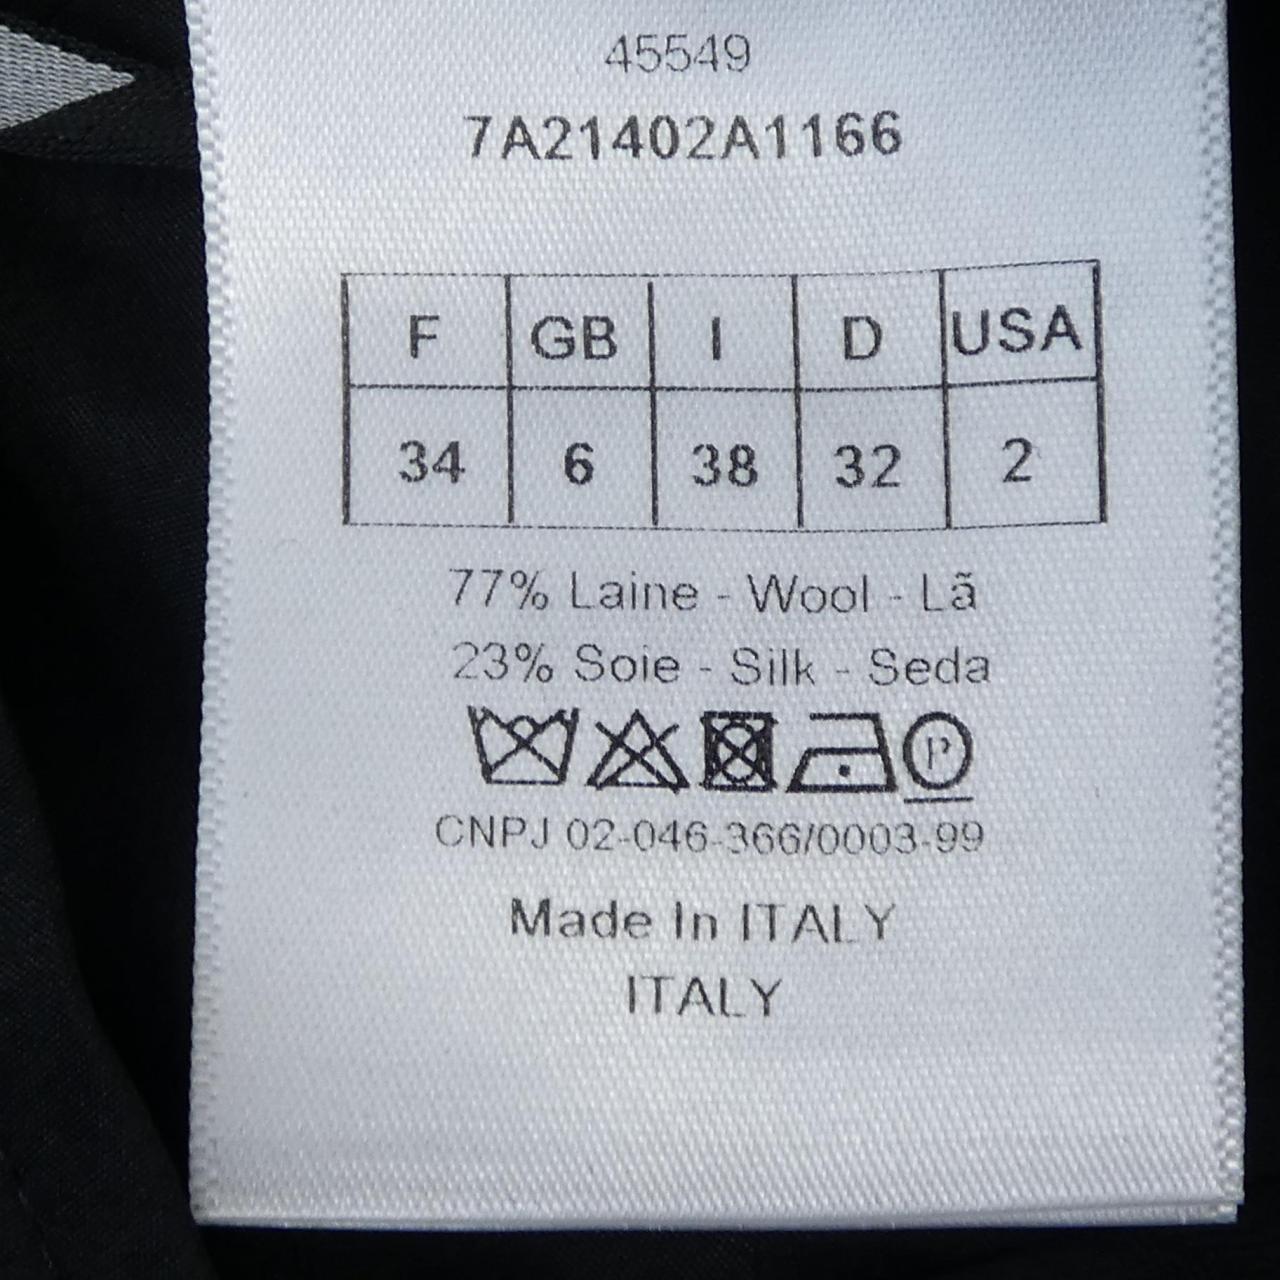 45549
7A21402A1166
F GB I D USA
34 6 38 32 2
77% Laine - Wool - Lã
23% Soie - Silk - Seda
P
CNPJ 02-046-366/0003-99
Made In ITALY
ITALY